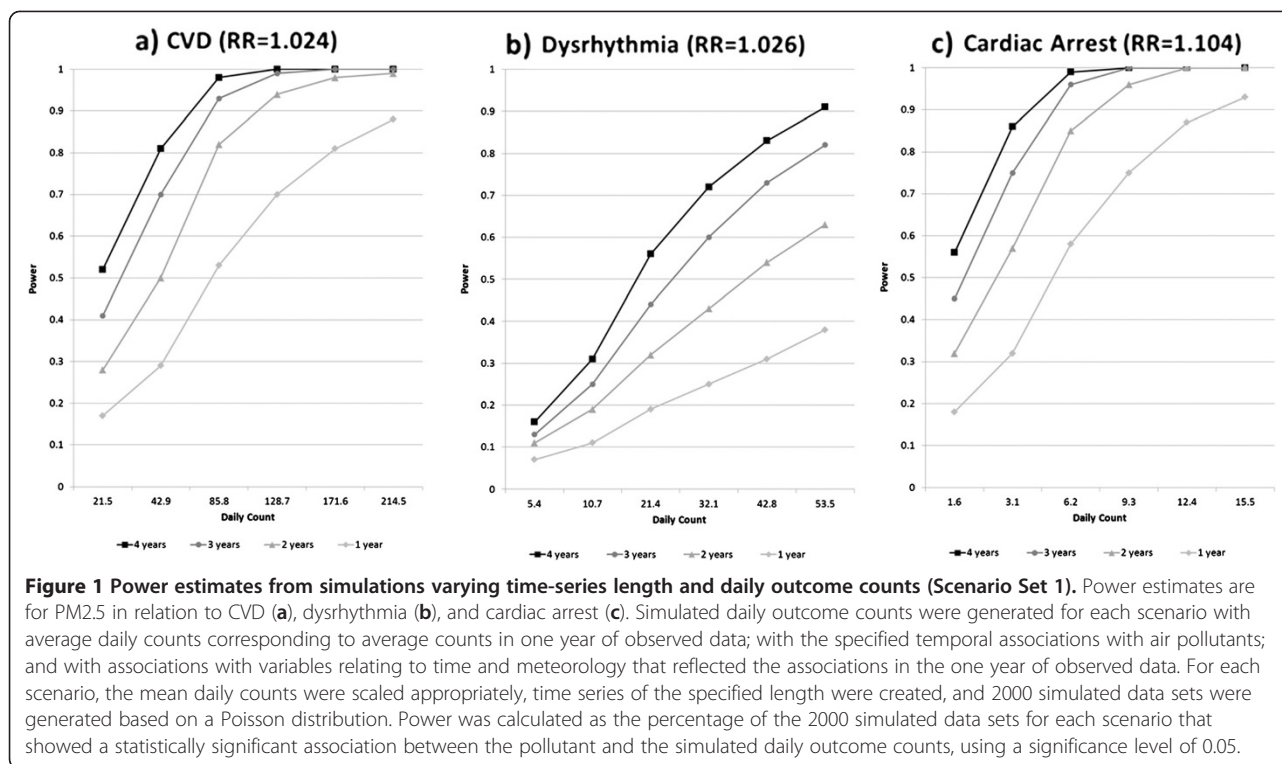 a) CVD (RR=1.024)
1
0.9
0.8
0.7
0.6
0.5
0.4
0.3
0.2
0.1
0
Power
21.5 42.9 85.8 128.7 171.6 214.5
Daily Count
4 years 3 years 2 years 1 year
b) Dysrhythmia (RR=1.026)
1
0.9
0.8
0.7
0.6
0.5
0.4
0.3
0.2
0.1
0
Power
5.4 10.7 21.4 32.1 42.8 53.5
Daily Count
4 years 3 years 2 years 1 year
c) Cardiac Arrest (RR=1.104)
1
0.9
0.8
0.7
0.6
0.5
0.4
0.3
0.2
0.1
0
Power
1.6 3.1 6.2 9.3 12.4 15.5
Daily Count
4 years 3 years 2 years 1 year
Figure 1 Power estimates from simulations varying time-series length and daily outcome counts (Scenario Set 1). Power estimates are
for PM2.5 in relation to CVD (a), dysrhythmia (b), and cardiac arrest (c). Simulated daily outcome counts were generated for each scenario with
average daily counts corresponding to average counts in one year of observed data; with the specified temporal associations with air pollutants;
and with associations with variables relating to time and meteorology that reflected the associations in the one year of observed data. For each
scenario, the mean daily counts were scaled appropriately, time series of the specified length were created, and 2000 simulated data sets were
generated based on a Poisson distribution. Power was calculated as the percentage of the 2000 simulated data sets for each scenario that
showed a statistically significant association between the pollutant and the simulated daily outcome counts, using a significance level of 0.05.